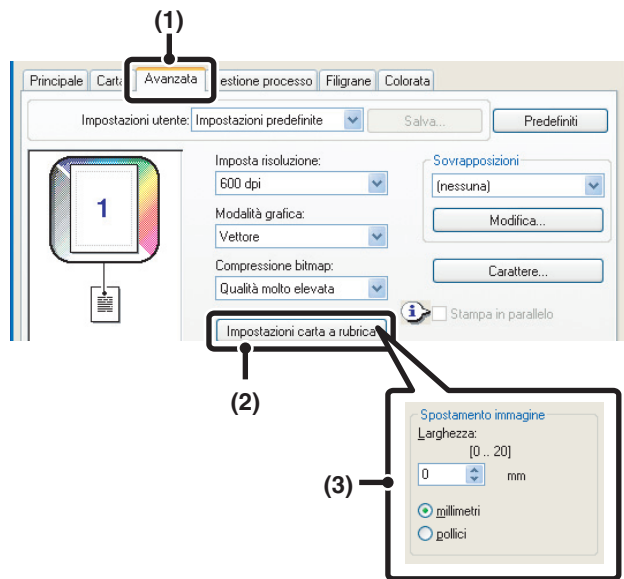 (1)
Principale Carta Avanzata estione processo Filigrane Colorata
Impostazioni utente: Impostazioni predefinite Salva... Predefiniti
1
Imposta risoluzione:
600 dpi
Modalità grafica:
Vettore
Compressione bitmap:
Qualità molto elevata
Impostazioni carta a rubrica
Sovrapposizioni
(nessuna)
Modifica...
Carattere...
Stampa in parallelo
(2)
(3)
Spostamento immagine
Larghezza:
[0 .. 20]
0 mm
millimetri
pollici